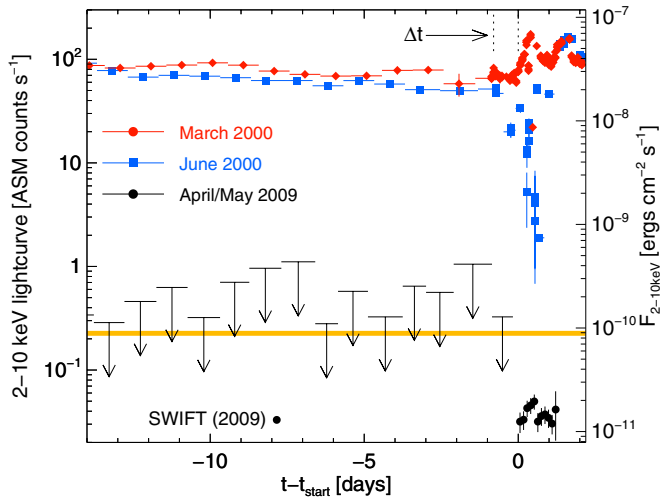 Δt
March 2000
June 2000
April/May 2009
SWIFT (2009)
2−10 keV lightcurve [ASM counts s⁻¹]
10²
10
1
10⁻¹
F₂₋₁₀ₖₑV [ergs cm⁻² s⁻¹]
10⁻⁷
10⁻⁸
10⁻⁹
10⁻¹⁰
10⁻¹¹
−10
−5
0
t−t_start [days]